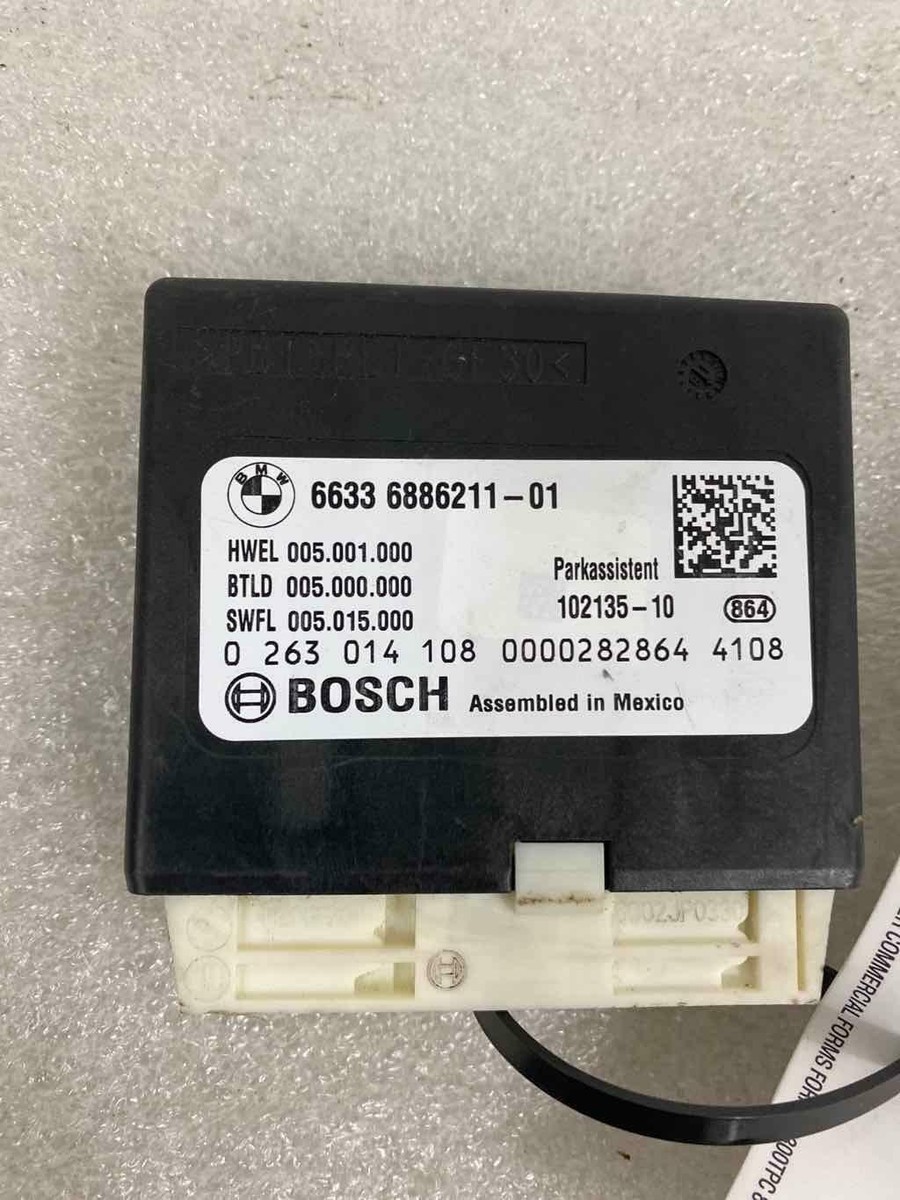 BMW
6633 6886211-01
HWEL 005.001.000
BTLD 005.000.000
SWFL 005.015.000
Parkassistent
102135-10
864
0 263 014 108 0000282864 4108
BOSCH Assembled in Mexico
COMMERCIAL FORMS FOR